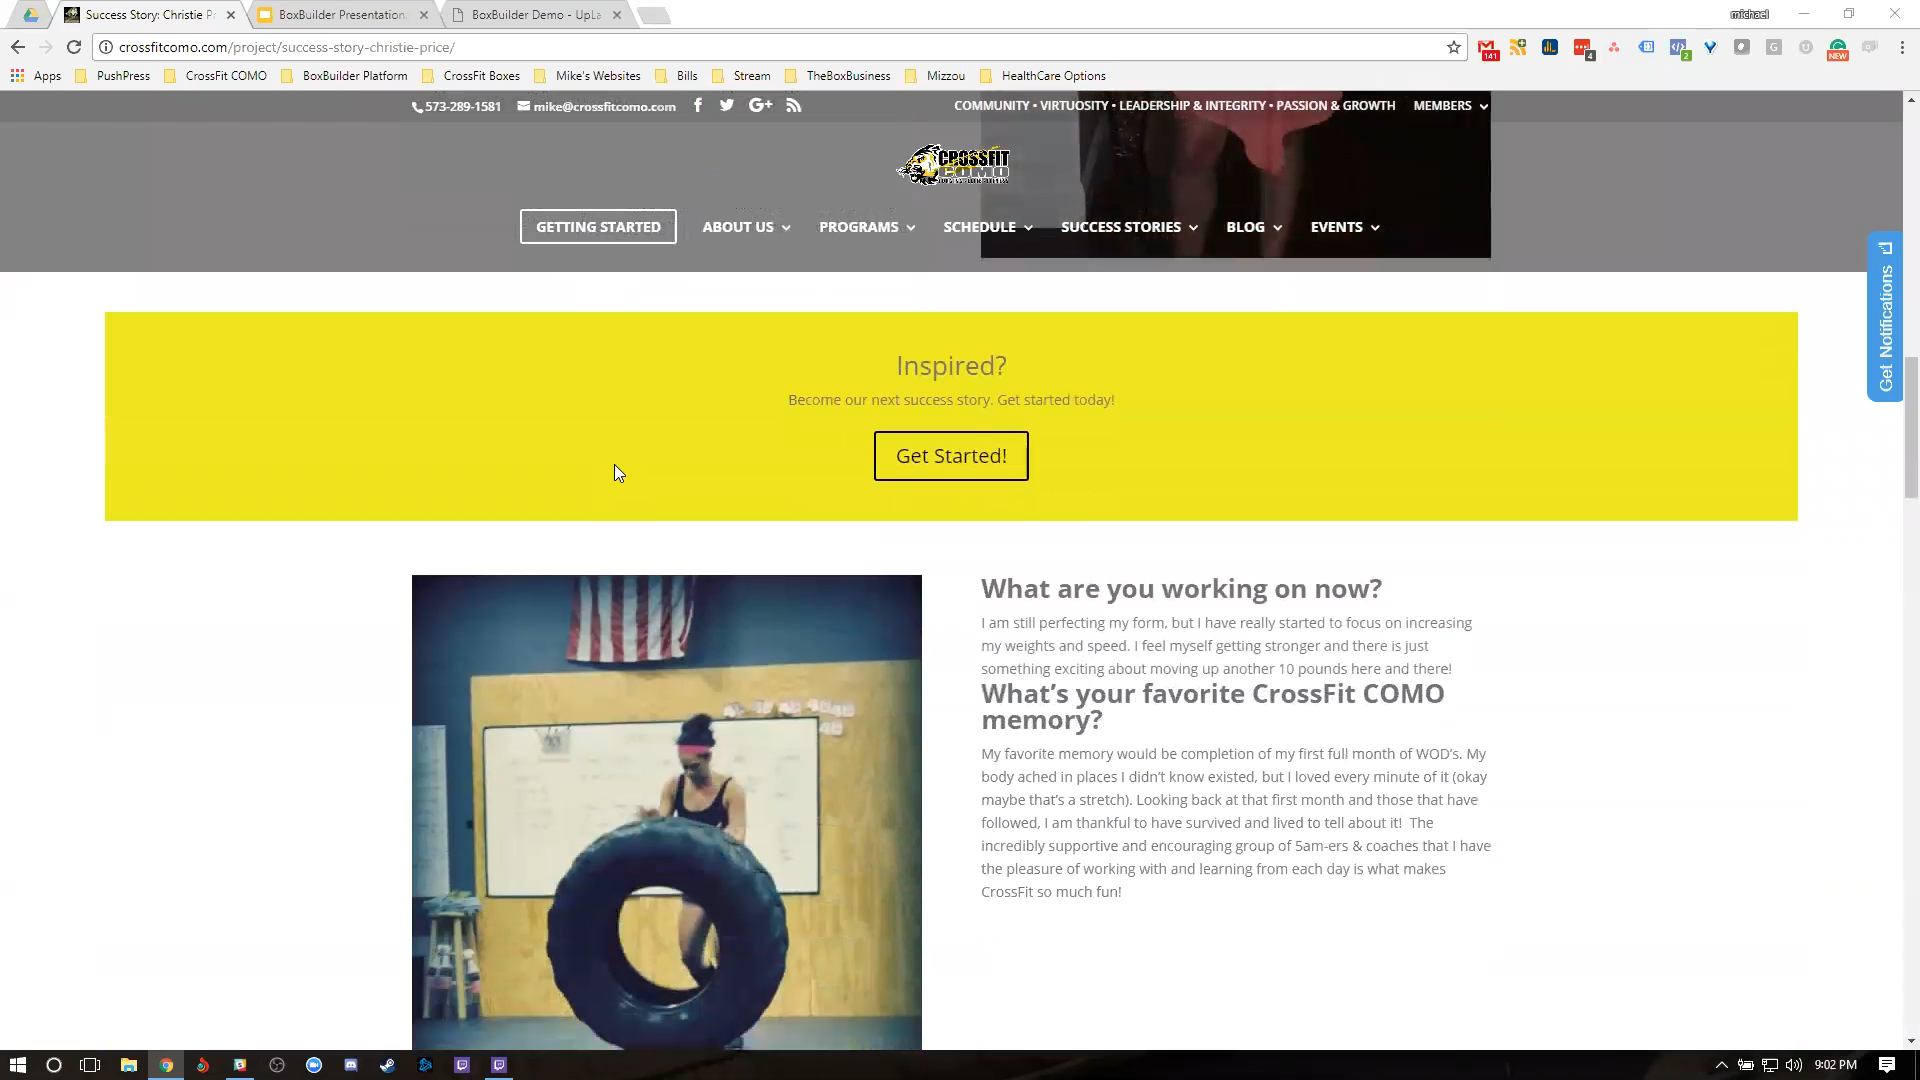 Success Story: Christie P
BoxBuilder Presentation
BoxBuilder Demo - UpLa
michael
crossfitcomo.com/project/success-story-christie-price/
141
4
2
NEW
Apps
PushPress
CrossFit COMO
BoxBuilder Platform
CrossFit Boxes
Mike's Websites
Bills
Stream
TheBoxBusiness
Mizzou
HealthCare Options
573-289-1581
mike@crossfitcomo.com
COMMUNITY • VIRTUOSITY • LEADERSHIP & INTEGRITY • PASSION & GROWTH
MEMBERS
CROSSFIT
COMO
GETTING STARTED
ABOUT US
PROGRAMS
SCHEDULE
SUCCESS STORIES
BLOG
EVENTS
Get Notifications
Inspired?
Become our next success story. Get started today!
Get Started!
What are you working on now?
I am still perfecting my form, but I have really started to focus on increasing
my weights and speed. I feel myself getting stronger and there is just
something exciting about moving up another 10 pounds here and there!
What's your favorite CrossFit COMO
memory?
My favorite memory would be completion of my first full month of WOD's. My
body ached in places I didn't know existed, but I loved every minute of it (okay
maybe that's a stretch). Looking back at that first month and those that have
followed, I am thankful to have survived and lived to tell about it! The
incredibly supportive and encouraging group of 5am-ers & coaches that I have
the pleasure of working with and learning from each day is what makes
CrossFit so much fun!
9:02 PM